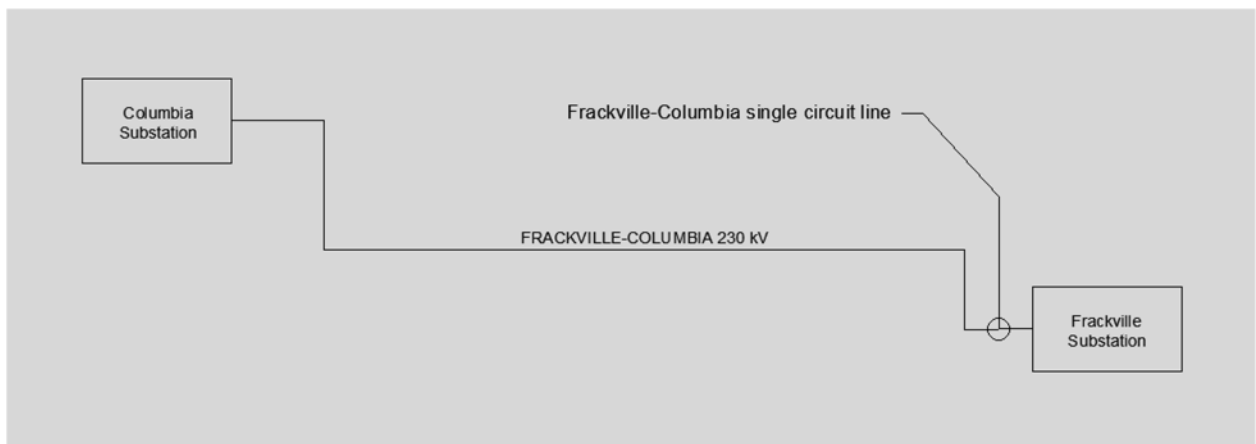 Columbia
Substation
Frackville-Columbia single circuit line
FRACKVILLE-COLUMBIA 230 kV
Frackville
Substation